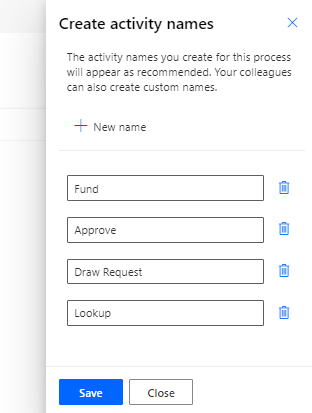 Create activity names
The activity names you create for this process
will appear as recommended. Your colleagues
can also create custom names.
New name
Fund
Approve
Draw Request
Lookup
Save Close